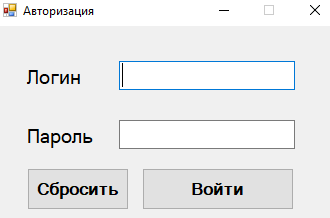 Авторизация
Логин
Пароль
Сбросить Войти